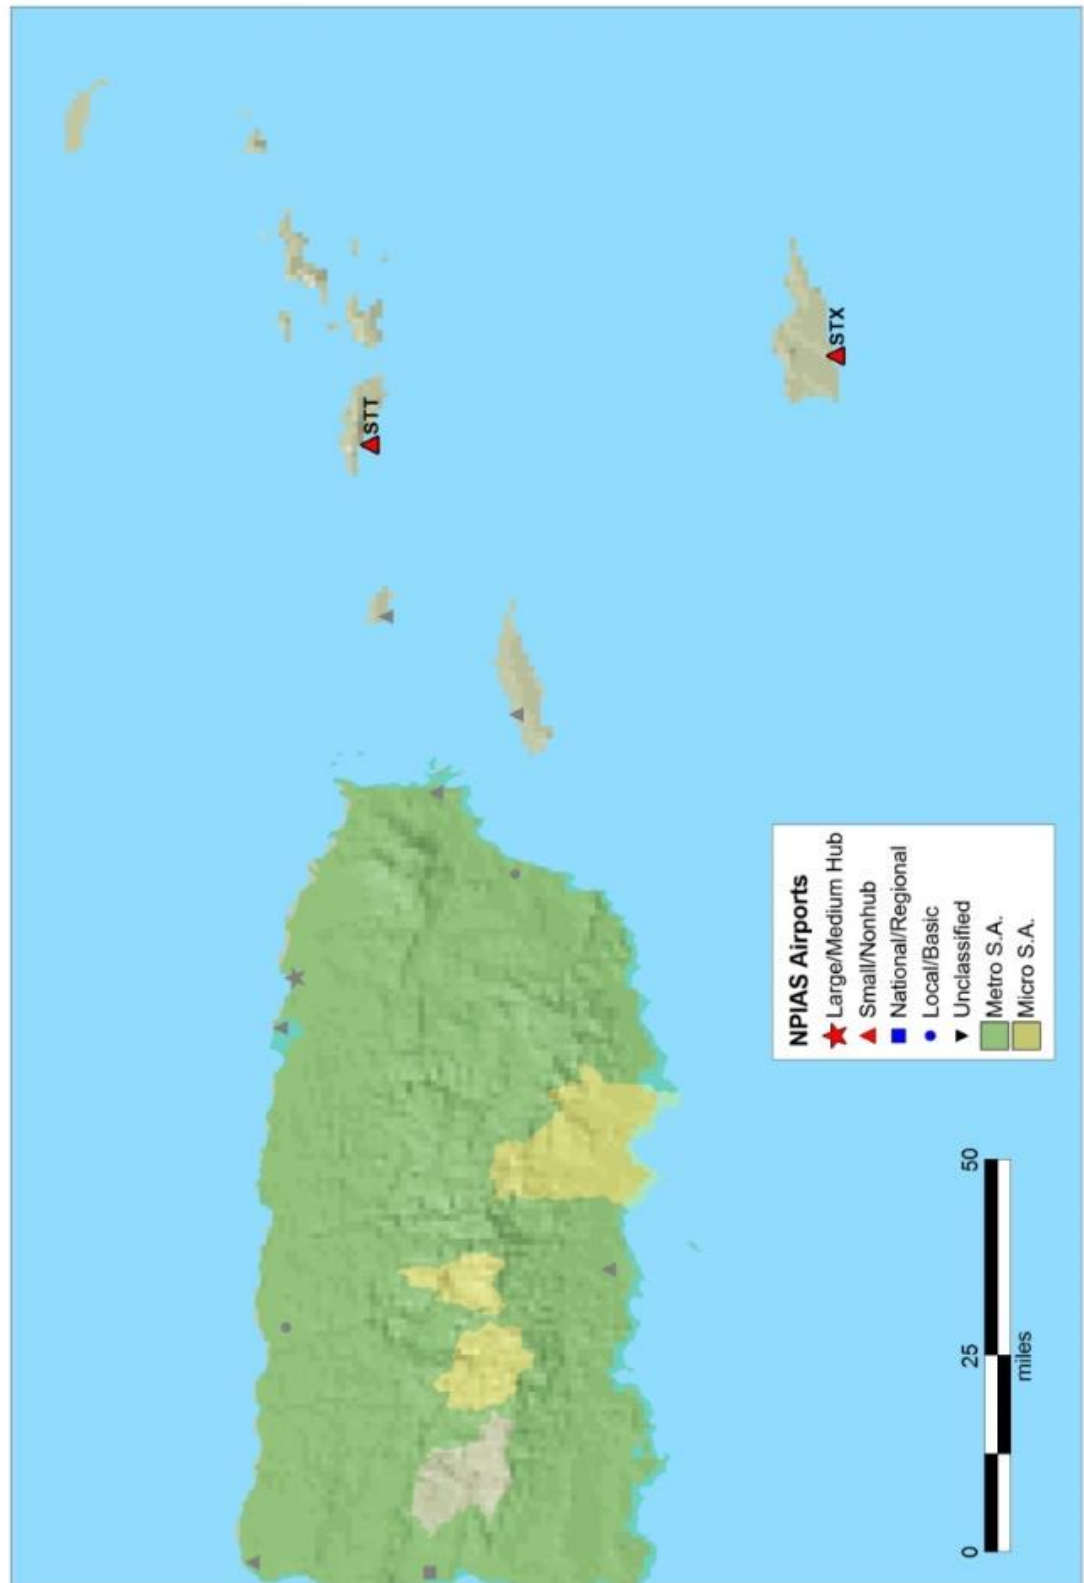 STT
STX
NPIAS Airports
Large/Medium Hub
Small/Nonhub
National/Regional
Local/Basic
Unclassified
Metro S.A.
Micro S.A.
0 25 50
miles